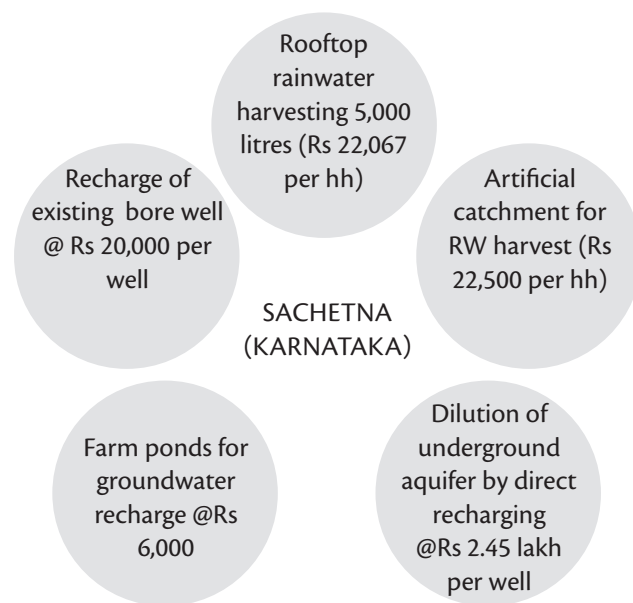 Rooftop
rainwater
harvesting 5,000
litres (Rs 22,067
per hh)
Recharge of
existing bore well
@ Rs 20,000 per
well
Artificial
catchment for
RW harvest (Rs
22,500 per hh)
SACHETNA
(KARNATAKA)
Farm ponds for
groundwater
recharge @Rs
6,000
Dilution of
underground
aquifer by direct
recharging
@Rs 2.45 lakh
per well